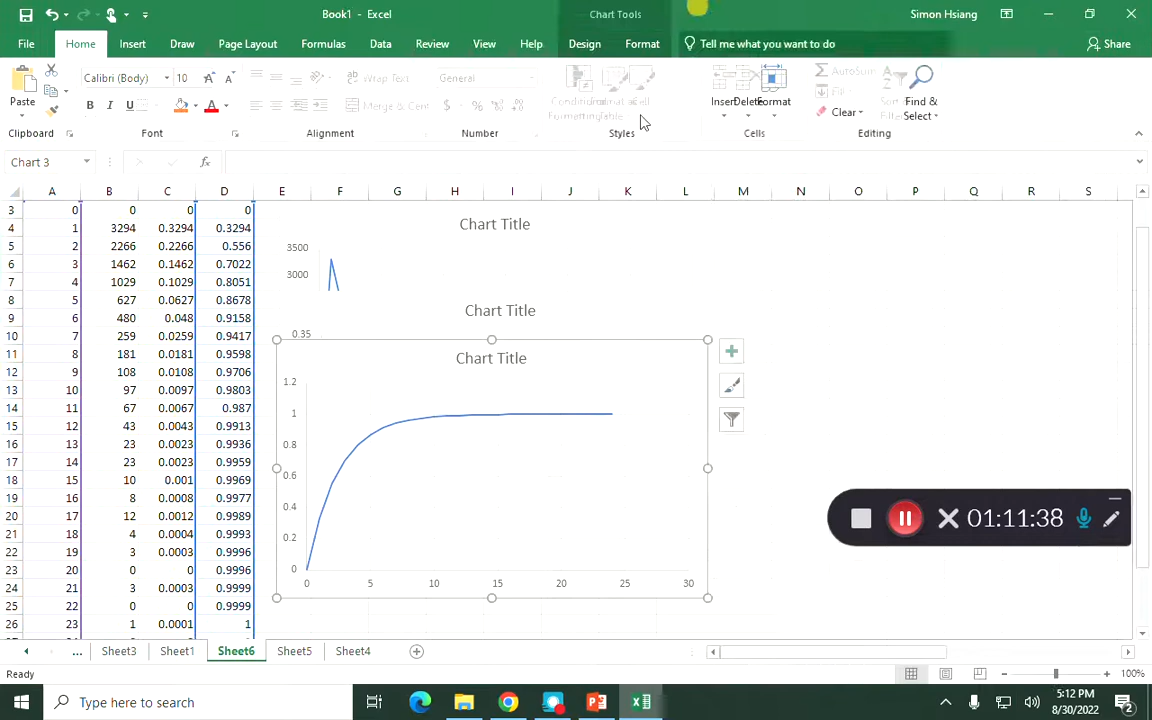 Book1 - Excel
Chart Tools
Simon Hsiang
File Home Insert Draw Page Layout Formulas Data Review View Help Design Format Tell me what you want to do Share
Calibri (Body) 10 Wrap Text General AutoSum
Paste Merge & Center Conditional Formatting Insert Delete Format Fill Clear Find & Select
Clipboard Font Alignment Number Styles Cells Editing
Chart 3 fx
A B C D E F G H I J K L M N O P Q R S
3 0 0 0 0
4 1 3294 0.3294 0.3294
5 2 2266 0.2266 0.556
6 3 1462 0.1462 0.7022
7 4 1029 0.1029 0.8051
8 5 627 0.0627 0.8678
9 6 480 0.048 0.9158
10 7 259 0.0259 0.9417
11 8 181 0.0181 0.9598
12 9 108 0.0108 0.9706
13 10 97 0.0097 0.9803
14 11 67 0.0067 0.987
15 12 43 0.0043 0.9913
16 13 23 0.0023 0.9936
17 14 23 0.0023 0.9959
18 15 10 0.001 0.9969
19 16 8 0.0008 0.9977
20 17 12 0.0012 0.9989
21 18 4 0.0004 0.9993
22 19 3 0.0003 0.9996
23 20 0 0 0.9996
24 21 3 0.0003 0.9999
25 22 0 0 0.9999
26 23 1 0.0001 1
Chart Title
3500
3000
Chart Title
0.35
Chart Title
1.2
1
0.8
0.6
0.4
0.2
0
0 5 10 15 20 25 30
01:11:38
... Sheet3 Sheet1 Sheet6 Sheet5 Sheet4
Ready
100%
Type here to search
5:12 PM
8/30/2022
2